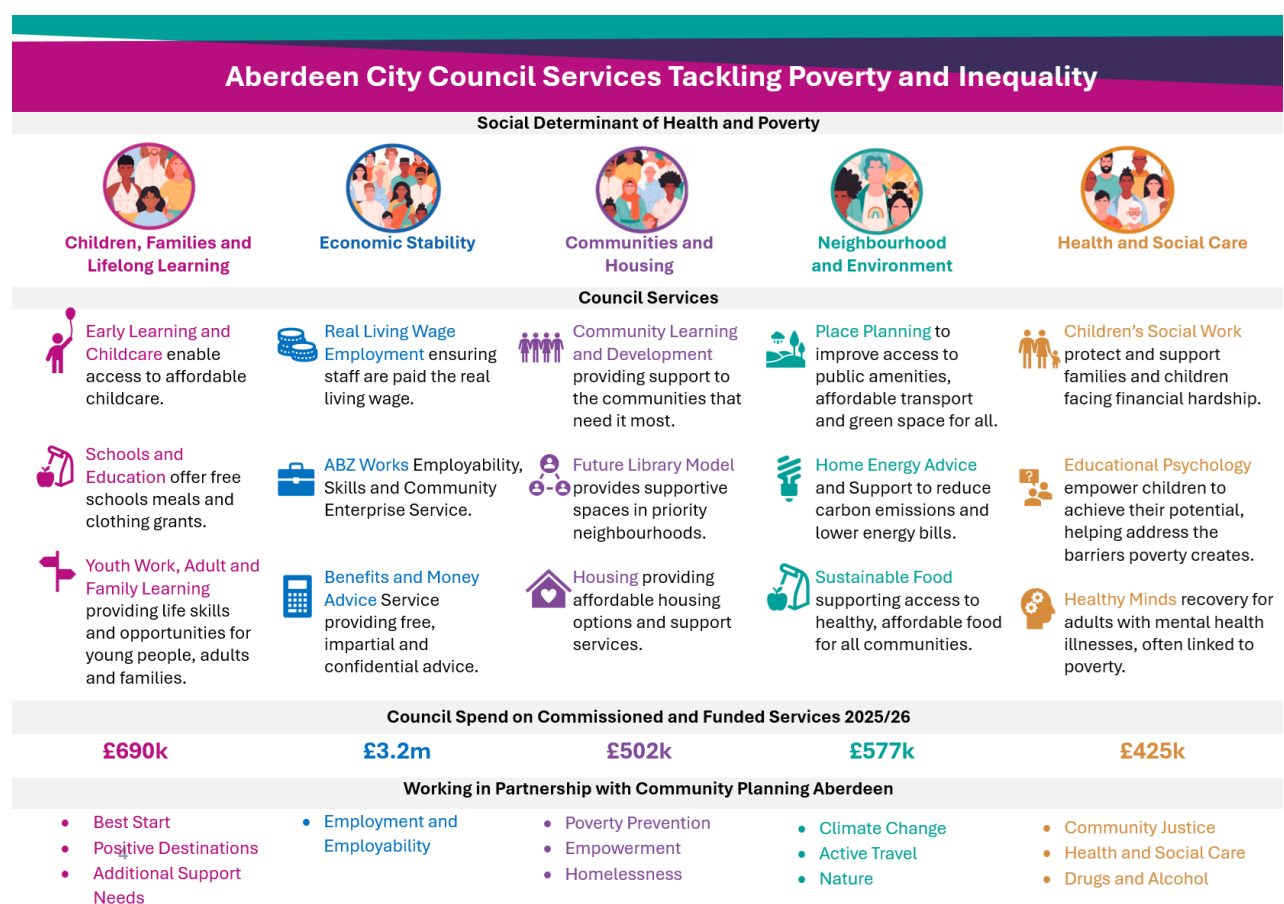 Aberdeen City Council Services Tackling Poverty and Inequality
Social Determinant of Health and Poverty
Children, Families and
Lifelong Learning
Economic Stability
Communities and
Housing
Neighbourhood
and Environment
Health and Social Care
Council Services
Early Learning and
Childcare enable
access to affordable
childcare.
Schools and
Education offer free
schools meals and
clothing grants.
Youth Work, Adult and
Family Learning
providing life skills
and opportunities for
young people, adults
and families.
Real Living Wage
Employment ensuring
staff are paid the real
living wage.
ABZ Works Employability,
Skills and Community
Enterprise Service.
Benefits and Money
Advice Service
providing free,
impartial and
confidential advice.
Community Learning
and Development
providing support to
the communities that
need it most.
Future Library Model
provides supportive
spaces in priority
neighbourhoods.
Housing providing
affordable housing
options and support
services.
Place Planning to
improve access to
public amenities,
affordable transport
and green space for all.
Home Energy Advice
and Support to reduce
carbon emissions and
lower energy bills.
Sustainable Food
supporting access to
healthy, affordable food
for all communities.
Children's Social Work
protect and support
families and children
facing financial hardship.
Educational Psychology
empower children to
achieve their potential,
helping address the
barriers poverty creates.
Healthy Minds recovery for
adults with mental health
illnesses, often linked to
poverty.
Council Spend on Commissioned and Funded Services 2025/26
£690k
£3.2m
£502k
£577k
£425k
Working in Partnership with Community Planning Aberdeen
• Best Start
• Positive Destinations
• Additional Support
Needs
• Employment and
Employability
• Poverty Prevention
• Empowerment
• Homelessness
• Climate Change
• Active Travel
• Nature
• Community Justice
• Health and Social Care
• Drugs and Alcohol
4